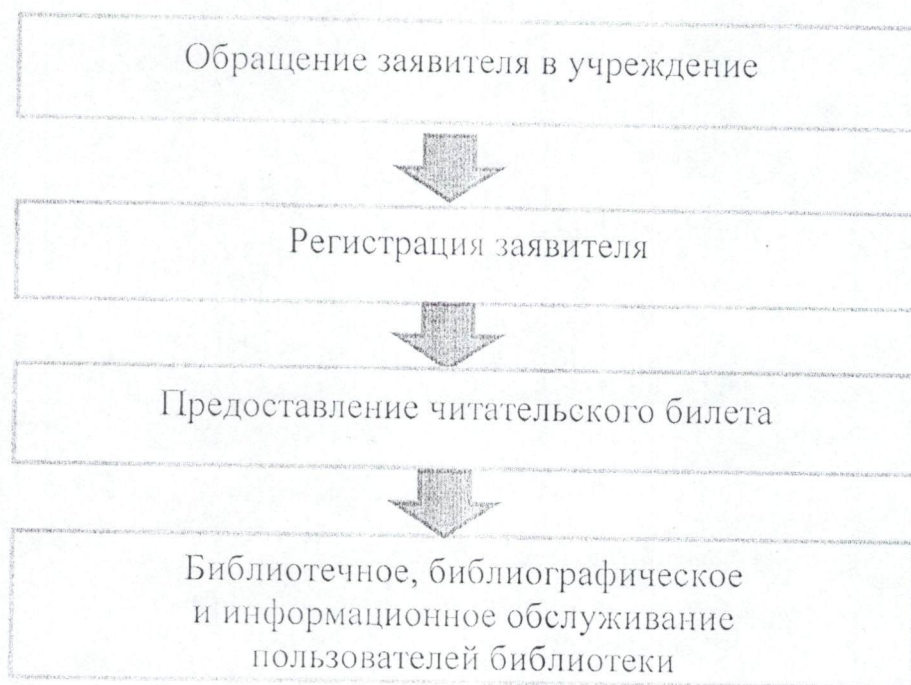 Обращение заявителя в учреждение
Регистрация заявителя
Предоставление читательского билета
Библиотечное, библиографическое
и информационное обслуживание
пользователей библиотеки